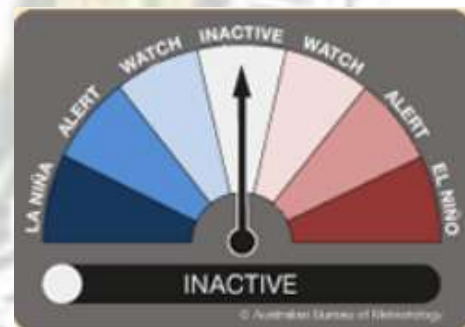 LA NIÑA
ALERT
WATCH
INACTIVE
WATCH
ALERT
EL NIÑO
INACTIVE
© Australian Bureau of Meteorology